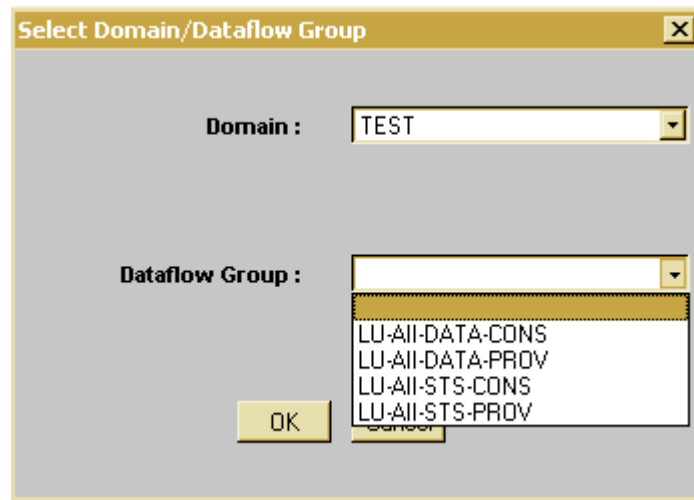 Select Domain/Dataflow Group
Domain :
TEST
Dataflow Group :
LU-All-DATA-CONS
LU-All-DATA-PROV
LU-All-STS-CONS
LU-All-STS-PROV
OK
Cancel